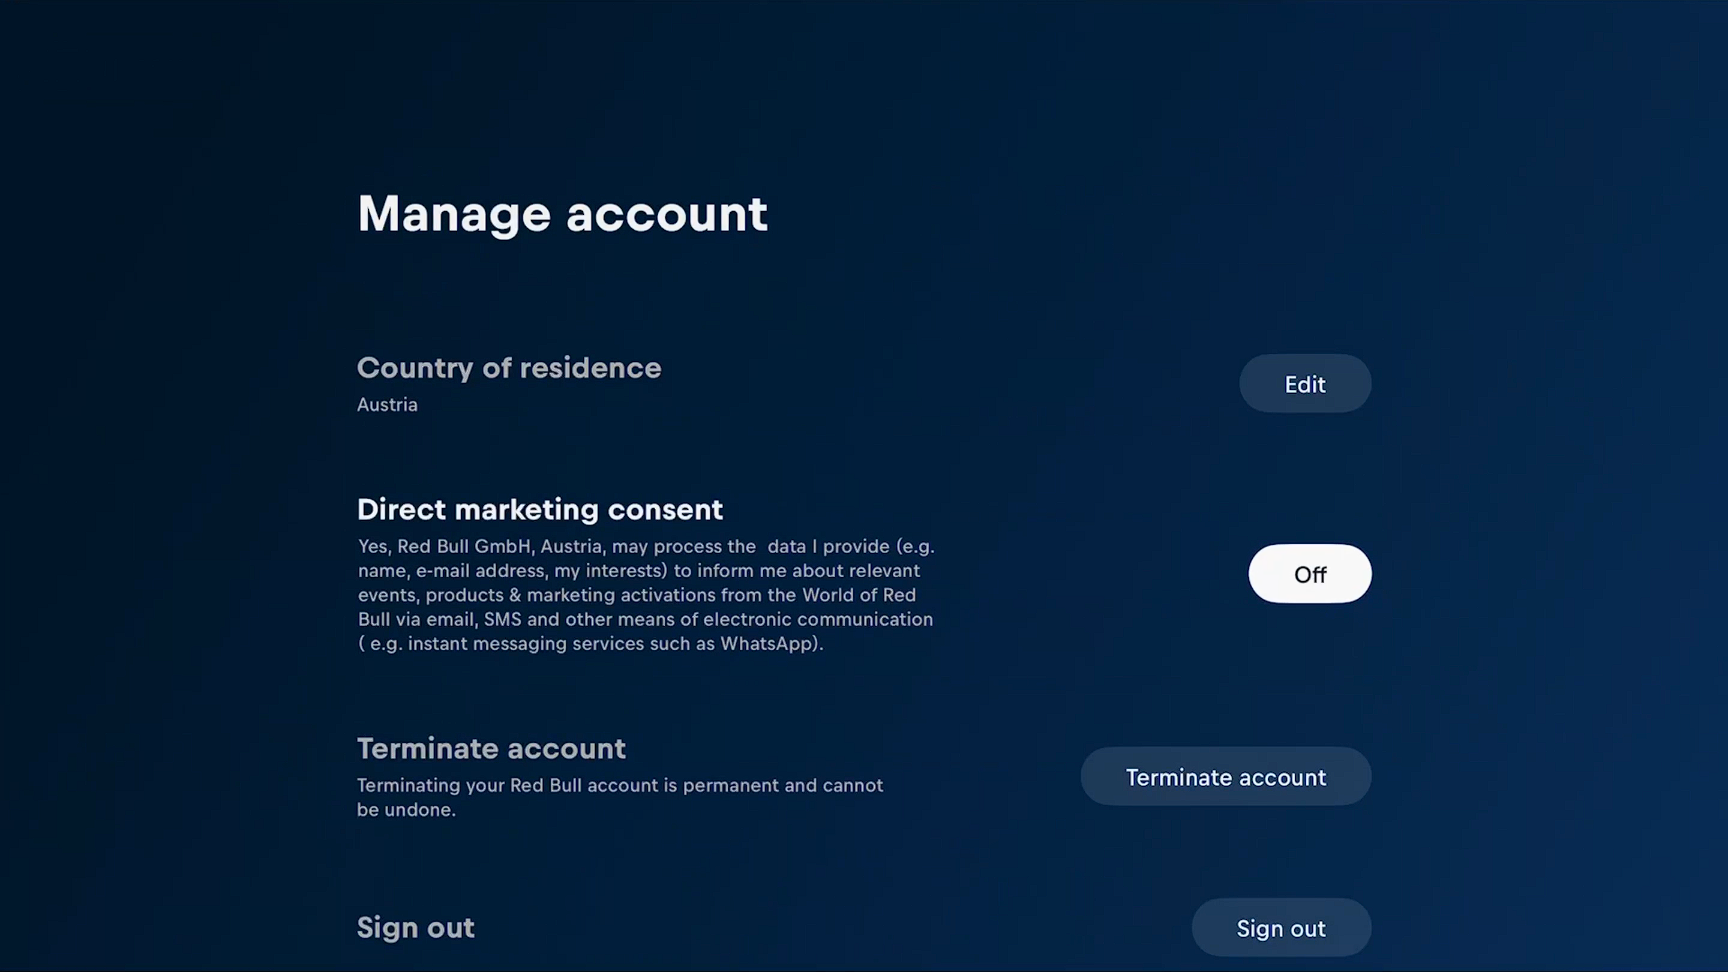 Manage account
Country of residence
Austria
Edit
Direct marketing consent
Yes, Red Bull GmbH, Austria, may process the  data I provide (e.g.
name, e-mail address, my interests) to inform me about relevant
events, products & marketing activations from the World of Red
Bull via email, SMS and other means of electronic communication
( e.g. instant messaging services such as WhatsApp).
Off
Terminate account
Terminating your Red Bull account is permanent and cannot
be undone.
Terminate account
Sign out
Sign out